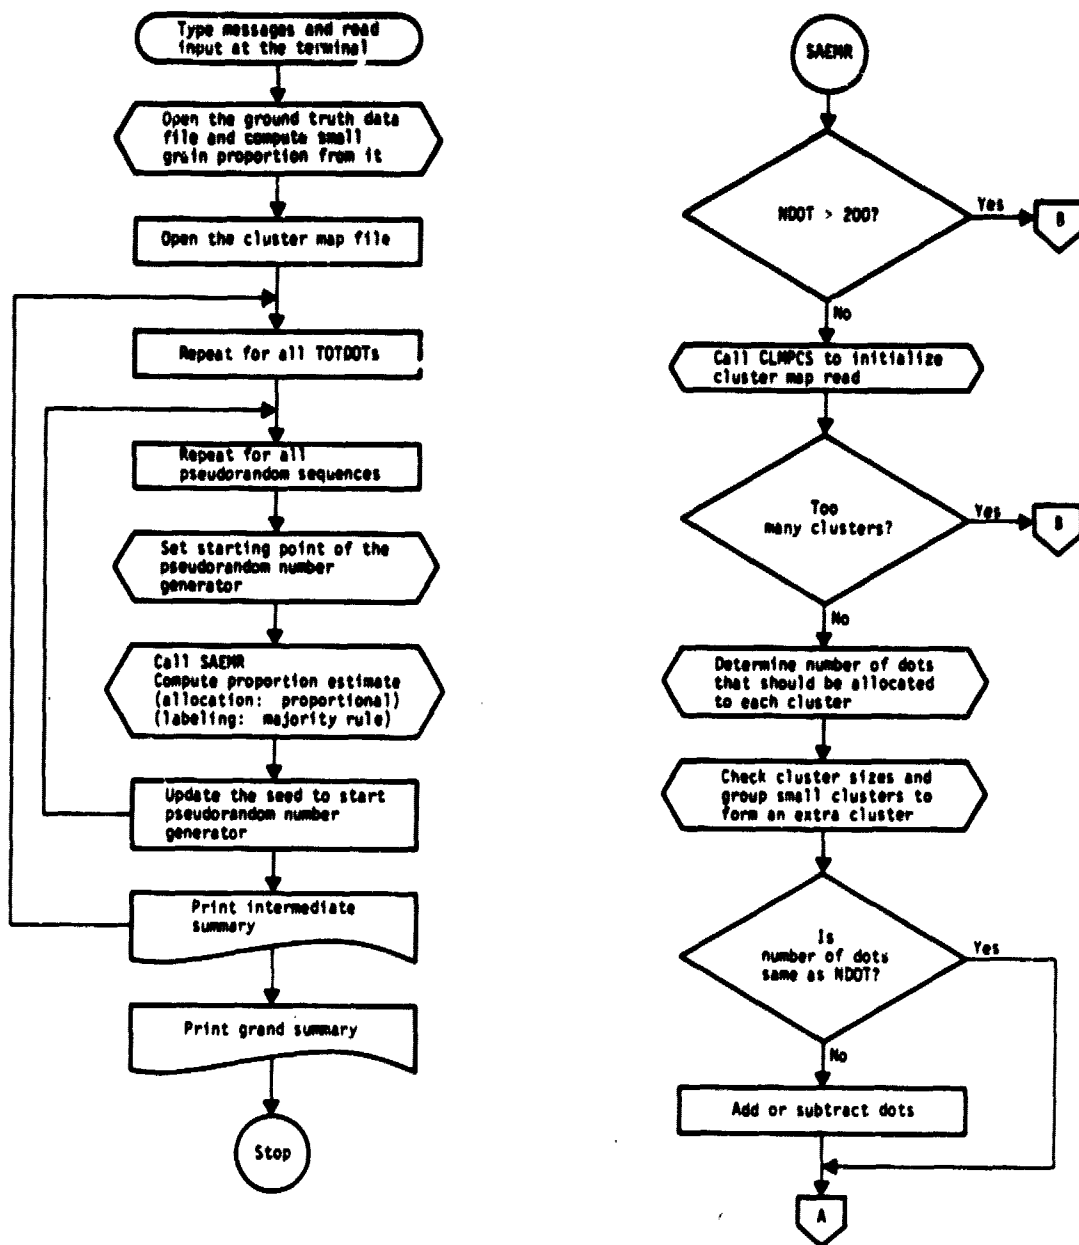 Type messages and read
input at the terminal
Open the ground truth data
file and compute small
grain proportion from it
Open the cluster map file
Repeat for all TOTDOTs
Repeat for all
pseudorandom sequences
Set starting point of the
pseudorandom number
generator
Call SAEMR
Compute proportion estimate
(allocation: proportional)
(labeling: majority rule)
Update the seed to start
pseudorandom number
generator
Print intermediate
summary
Print grand summary
Stop
SAEMR
NDOT > 200?
Yes
B
No
Call CLMPCS to initialize
cluster map read
Too
many clusters?
Yes
B
No
Determine number of dots
that should be allocated
to each cluster
Check cluster sizes and
group small clusters to
form an extra cluster
Is
number of dots
same as NDOT?
Yes
No
Add or subtract dots
A